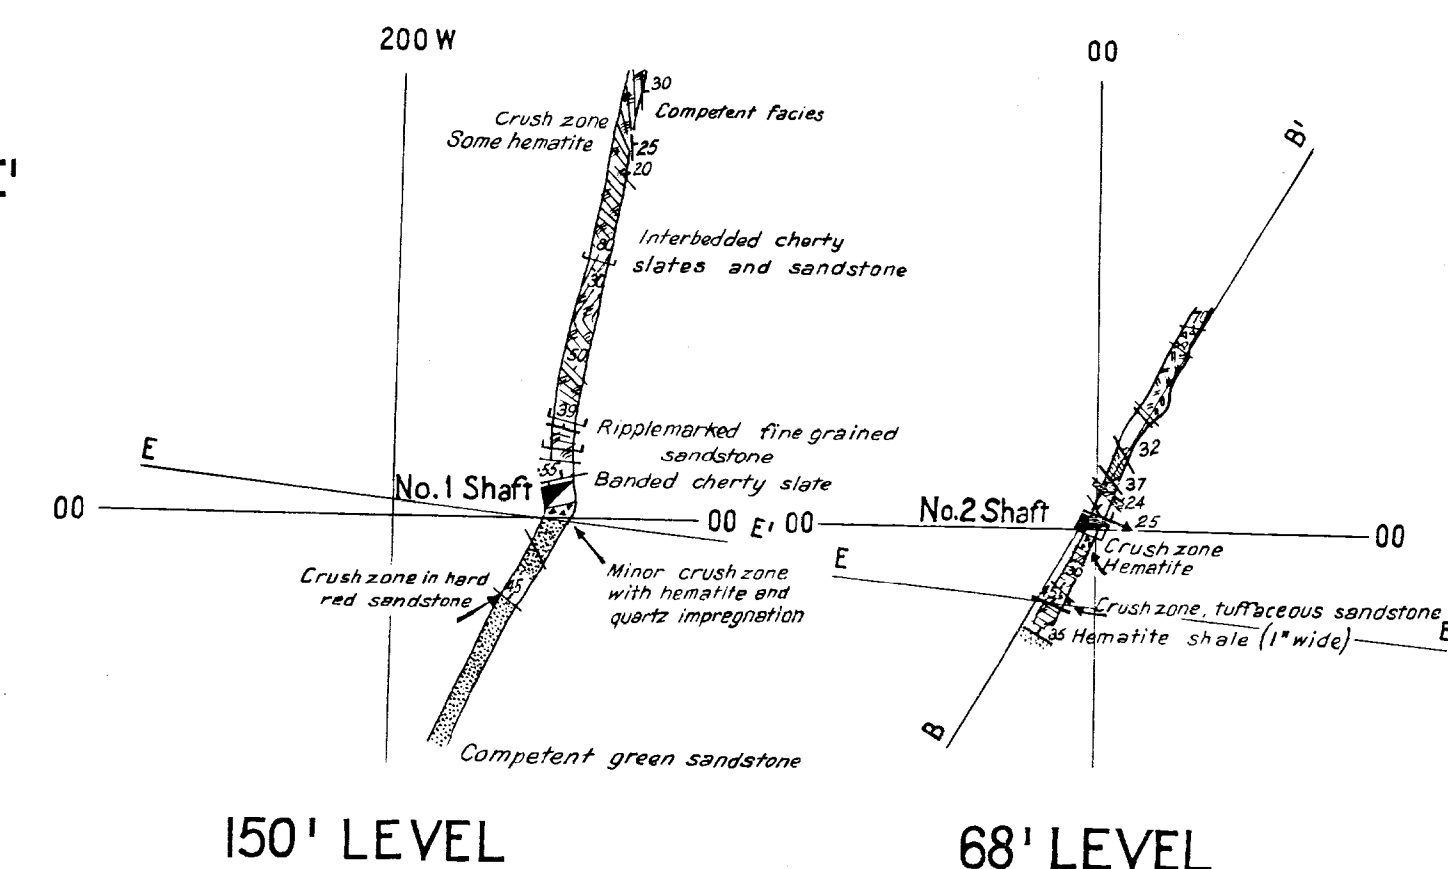 200 W
30
Competent facies
Crush zone
Some hematite
25
20
Interbedded cherty
slates and sandstone
30
50
39
Ripplemarked fine grained
sandstone
55
Banded cherty slate
E
No.1 Shaft
00
00
E'
Crush zone in hard
red sandstone
45
Minor crush zone
with hematite and
quartz impregnation
Competent green sandstone
150' LEVEL
00
B'
32
37
24
25
No.2 Shaft
00
00
E
Crush zone
Hematite
Crush zone, tuffaceous sandstone
35
Hematite shale (1" wide)
B
68' LEVEL